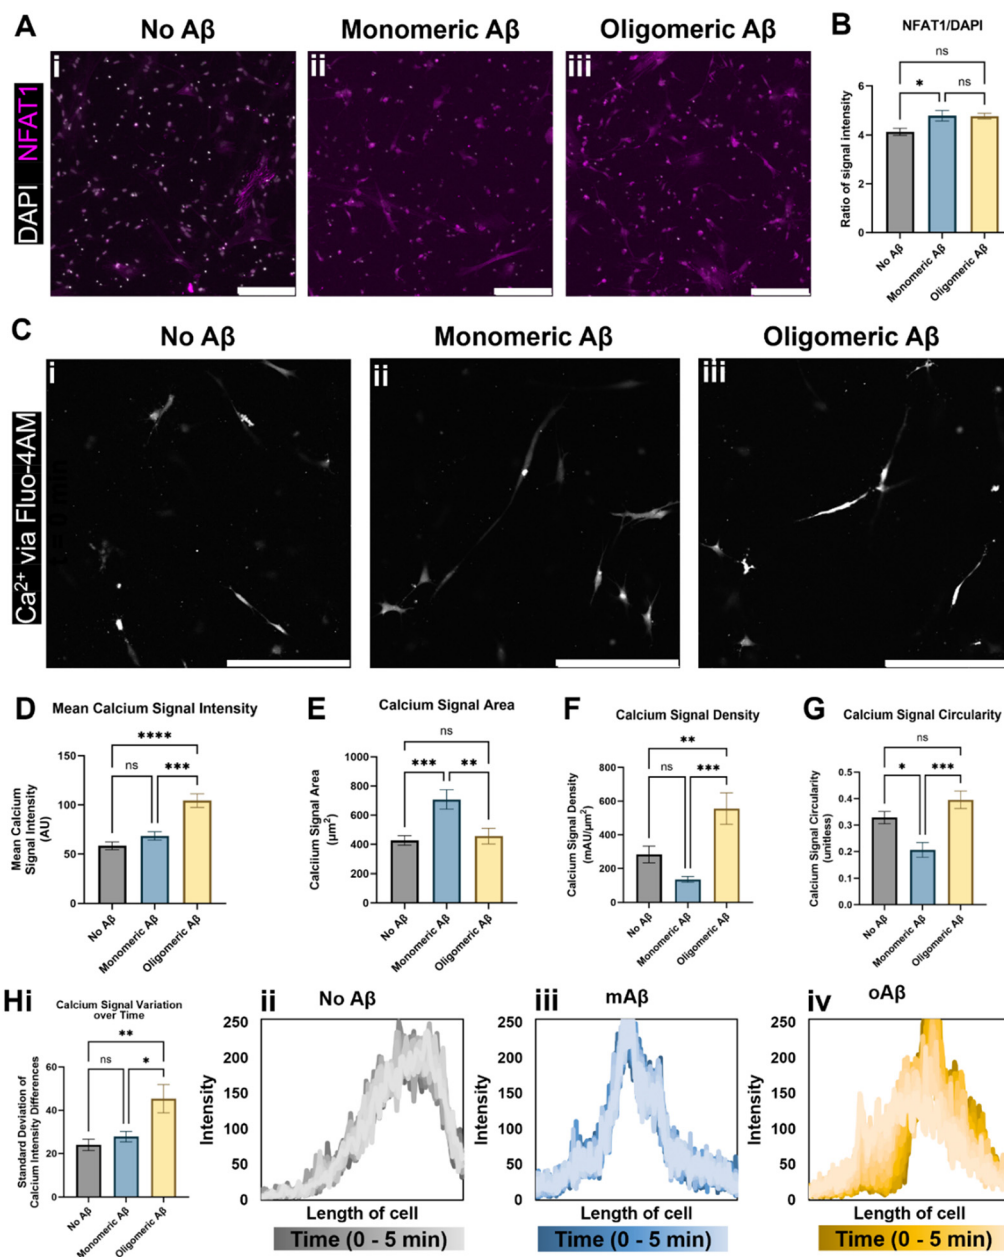 A
No Aβ
Monomeric Aβ
Oligomeric Aβ
DAPI NFAT1
i
ii
iii
B
NFAT1/DAPI
ns
* ns
Ratio of signal intensity
6
4
2
0
No Aβ
Monomeric Aβ
Oligomeric Aβ
C
No Aβ
Monomeric Aβ
Oligomeric Aβ
Ca²⁺ via Fluo-4AM
i
ii
iii
D
Mean Calcium Signal Intensity
****
ns ***
Mean Calcium
Signal Intensity
(AU)
150
100
50
0
No Aβ
Monomeric Aβ
Oligomeric Aβ
E
Calcium Signal Area
ns
*** **
Calcium Signal Area
(µm²)
1000
800
600
400
200
0
No Aβ
Monomeric Aβ
Oligomeric Aβ
F
Calcium Signal Density
**
ns ***
Calcium Signal Density
(mAU/µm²)
800
600
400
200
0
No Aβ
Monomeric Aβ
Oligomeric Aβ
G
Calcium Signal Circularity
ns
* ***
Calcium Signal Circularity
(unitless)
0.5
0.4
0.3
0.2
0.1
0.0
No Aβ
Monomeric Aβ
Oligomeric Aβ
Hi
Calcium Signal Variation
over Time
**
ns *
Standard Deviation of
Calcium Intensity Differences
60
40
20
0
No Aβ
Monomeric Aβ
Oligomeric Aβ
ii
No Aβ
Intensity
250
200
150
100
50
0
Length of cell
Time (0 - 5 min)
iii
mAβ
Intensity
250
200
150
100
50
0
Length of cell
Time (0 - 5 min)
iv
oAβ
Intensity
250
200
150
100
50
0
Length of cell
Time (0 - 5 min)